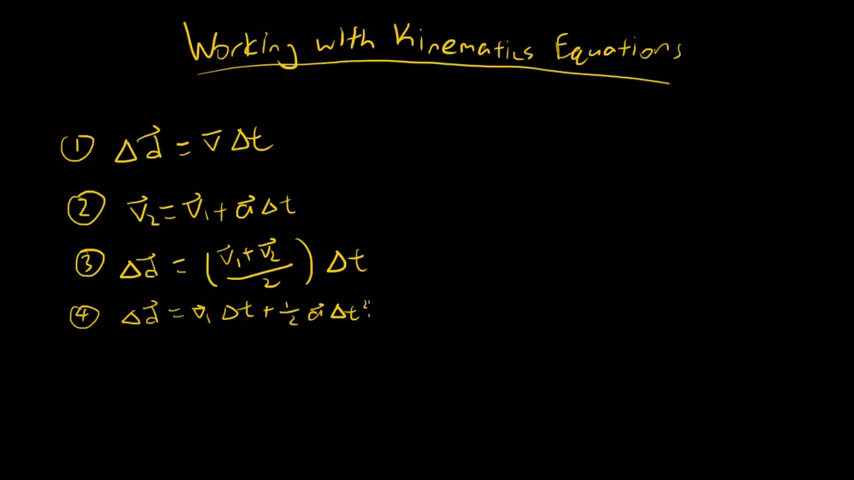 Working with Kinematics Equations
① Δd⃗ = v̄ Δt
② v⃗₂ = v⃗₁ + a⃗ Δt
③ Δd⃗ = (v⃗₁ + v⃗₂ / 2) Δt
④ Δd⃗ = v⃗₁ Δt + ½ a⃗ Δt²